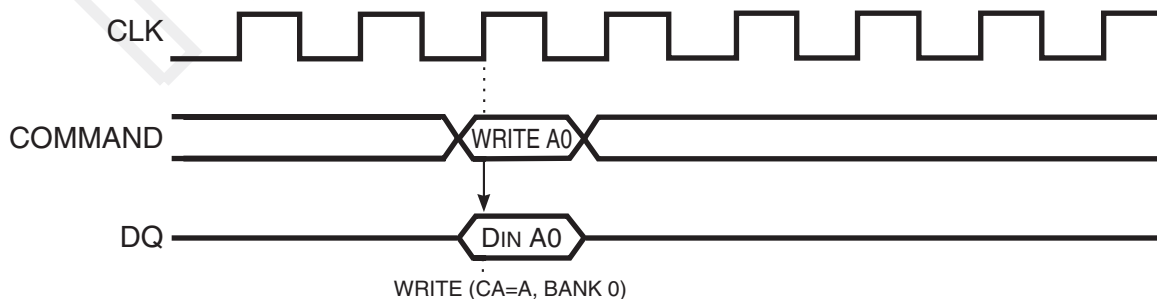 CLK
COMMAND WRITE A0
DQ DIN A0
WRITE (CA=A, BANK 0)